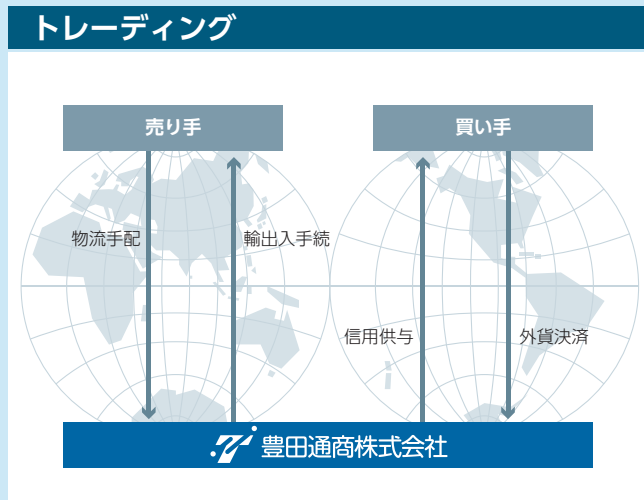 トレーディング
売り手
買い手
物流手配
輸出入手続
信用供与
外貨決済
豊田通商株式会社